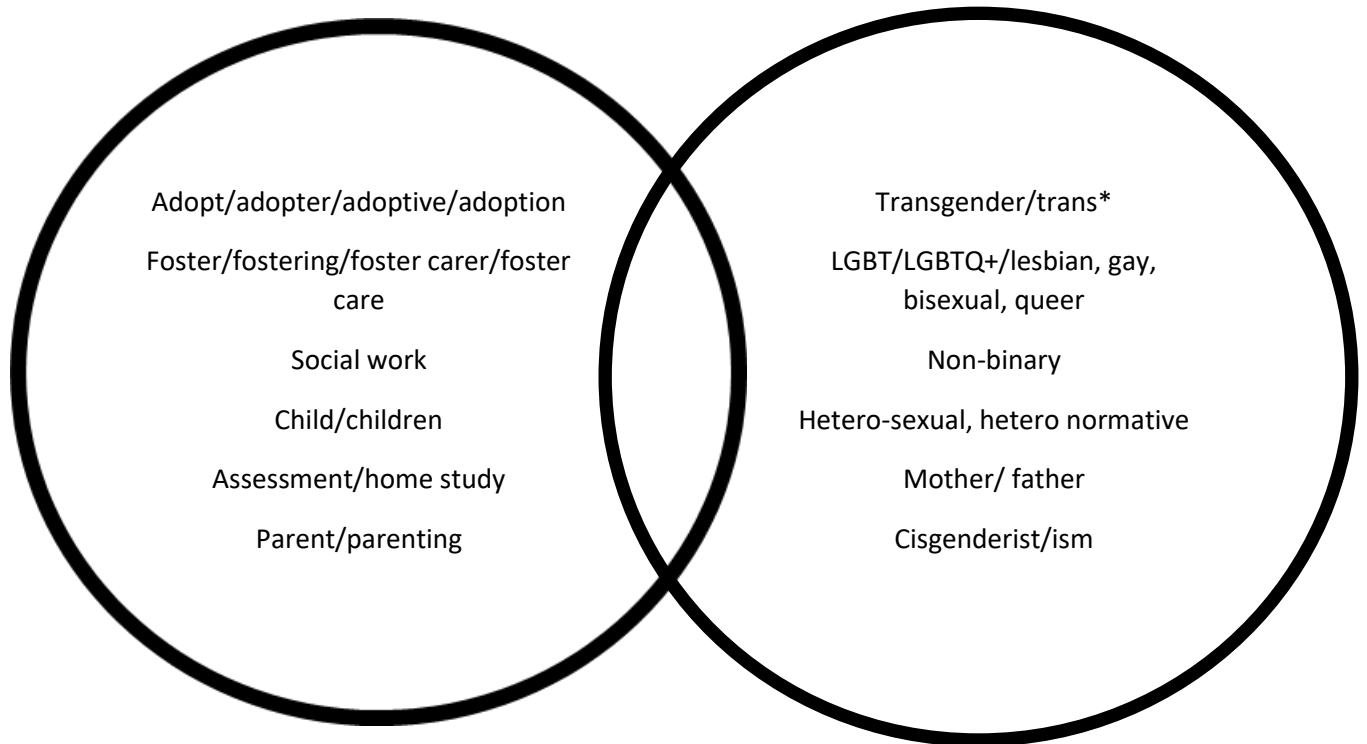 Adopt/adopter/adoptive/adoption
Foster/fostering/foster carer/foster
care
Social work
Child/children
Assessment/home study
Parent/parenting
Transgender/trans*
LGBT/LGBTQ+/lesbian, gay,
bisexual, queer
Non-binary
Hetero-sexual, hetero normative
Mother/ father
Cisgenderist/ism